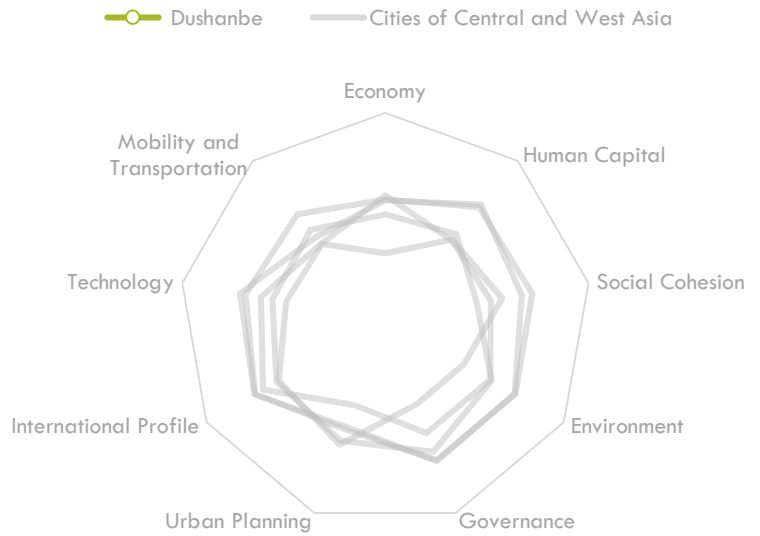 Dushanbe
Cities of Central and West Asia
Economy
Mobility and
Transportation
Human Capital
Technology
Social Cohesion
International Profile
Environment
Urban Planning
Governance